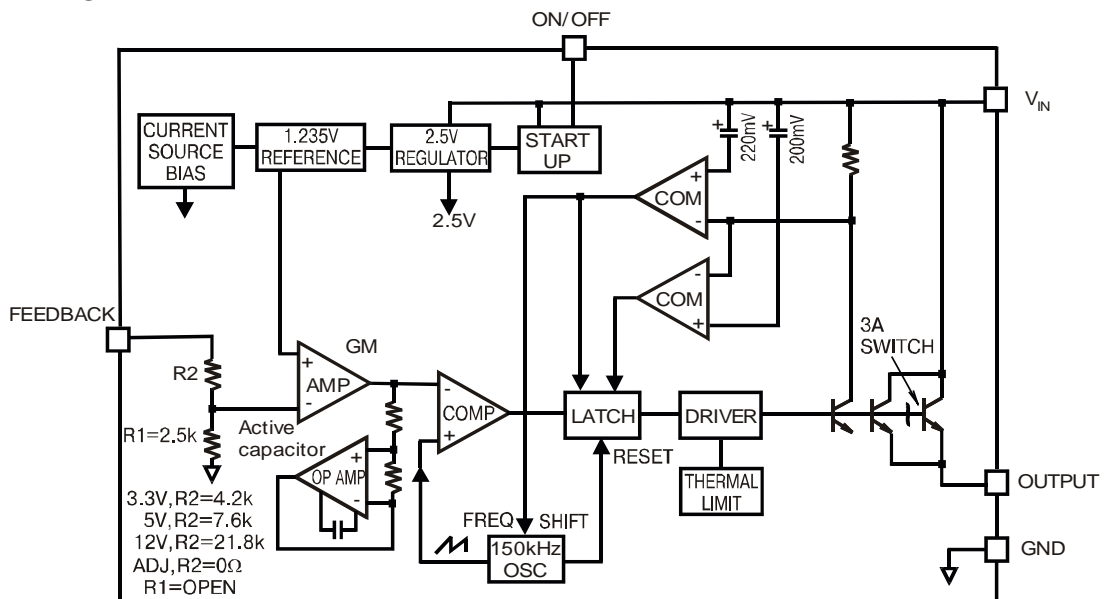 ON/OFF
V_IN
CURRENT
SOURCE
BIAS
1.235V
REFERENCE
2.5V
REGULATOR
START
UP
2.5V
+
220mV
+
200mV
+
COM
-
-
COM
+
3A
SWITCH
FEEDBACK
R2
R1=2.5k
3.3V,R2=4.2k
5V,R2=7.6k
12V,R2=21.8k
ADJ,R2=0Ω
R1=OPEN
GM
+
AMP
-
Active
capacitor
+
OP AMP
-
-
COMP
+
LATCH
RESET
DRIVER
THERMAL
LIMIT
FREQ SHIFT
150kHz
OSC
OUTPUT
GND